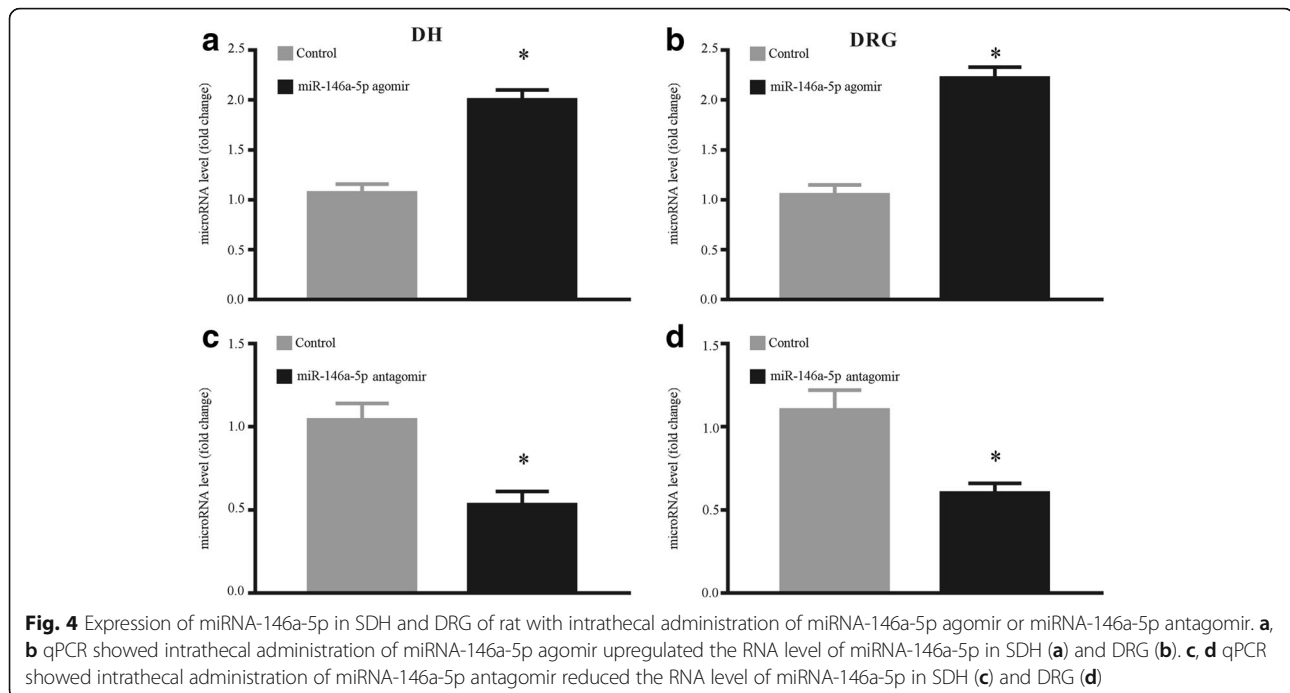 a
DH
Control
miR-146a-5p agomir
*
microRNA level (fold change)
2.5
2.0
1.5
1.0
0.5
0.0
b
DRG
Control
miR-146a-5p agomir
*
microRNA level (fold change)
2.5
2.0
1.5
1.0
0.5
0.0
c
Control
miR-146a-5p antagomir
*
microRNA level (fold change)
1.5
1.0
0.5
0.0
d
Control
miR-146a-5p antagomir
*
microRNA level (fold change)
1.5
1.0
0.5
0.0
Fig. 4 Expression of miRNA-146a-5p in SDH and DRG of rat with intrathecal administration of miRNA-146a-5p agomir or miRNA-146a-5p antagomir. a,
b qPCR showed intrathecal administration of miRNA-146a-5p agomir upregulated the RNA level of miRNA-146a-5p in SDH (a) and DRG (b). c, d qPCR
showed intrathecal administration of miRNA-146a-5p antagomir reduced the RNA level of miRNA-146a-5p in SDH (c) and DRG (d)